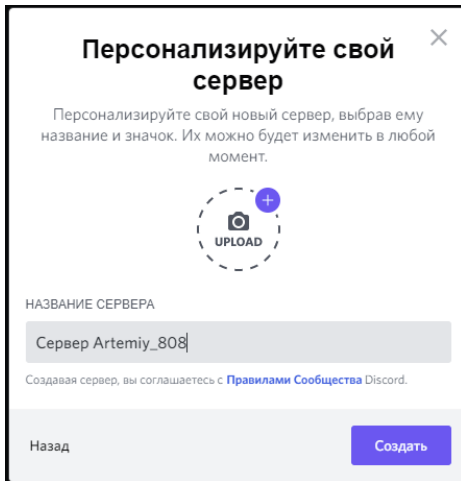 Персонализируйте свой
сервер
Персонализируйте свой новый сервер, выбрав ему
название и значок. Их можно будет изменить в любой
момент.
UPLOAD
НАЗВАНИЕ СЕРВЕРА
Сервер Artemiy_808
Создавая сервер, вы соглашаетесь с Правилами Сообщества Discord.
Назад
Создать